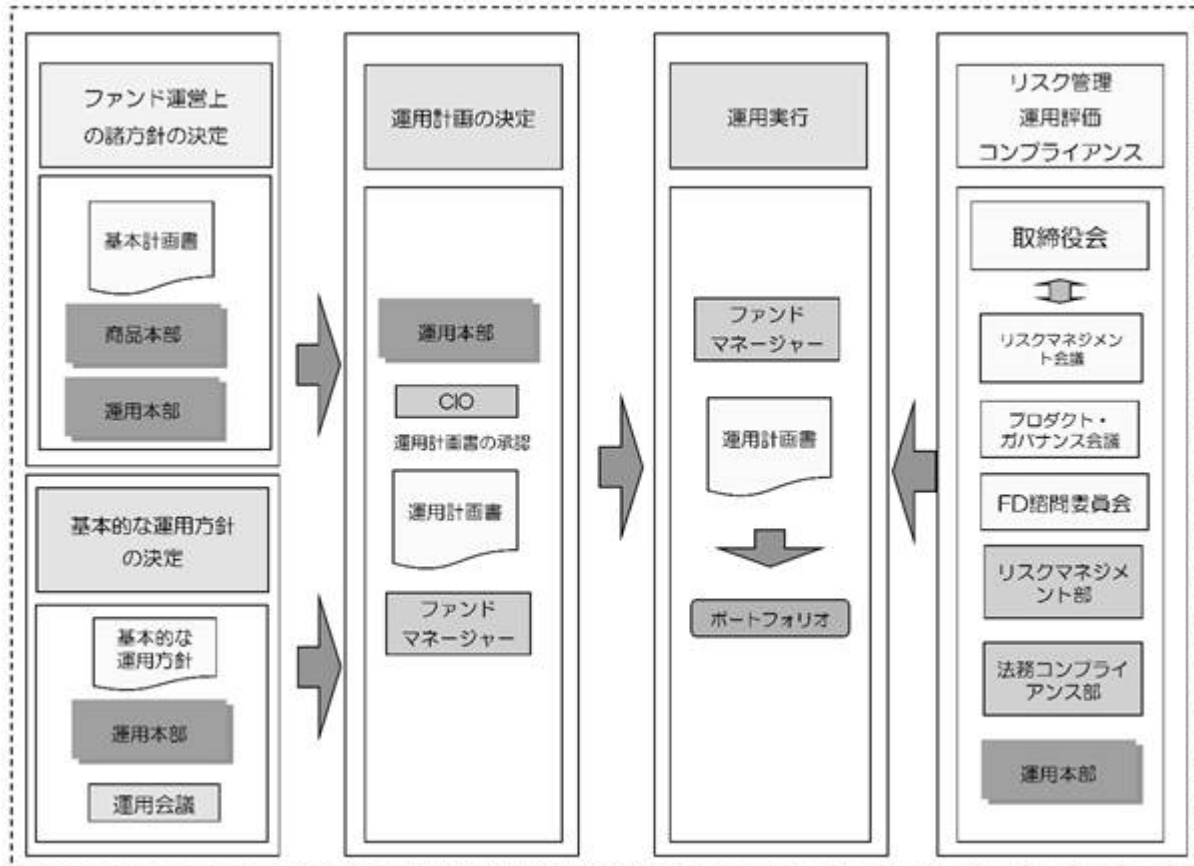 ファンド運営上
の諸方針の決定
基本計画書
商品本部
運用本部
基本的な運用方針
の決定
基本的な
運用方針
運用本部
運用会議
運用計画の決定
運用本部
CIO
運用計画書の承認
運用計画書
ファンド
マネージャー
運用実行
ファンド
マネージャー
運用計画書
ポートフォリオ
リスク管理
運用評価
コンプライアンス
取締役会
リスクマネジメン
ト会議
プロダクト・
ガバナンス会議
FD諮問委員会
リスクマネジメ
ント部
法務コンプライ
アンス部
運用本部